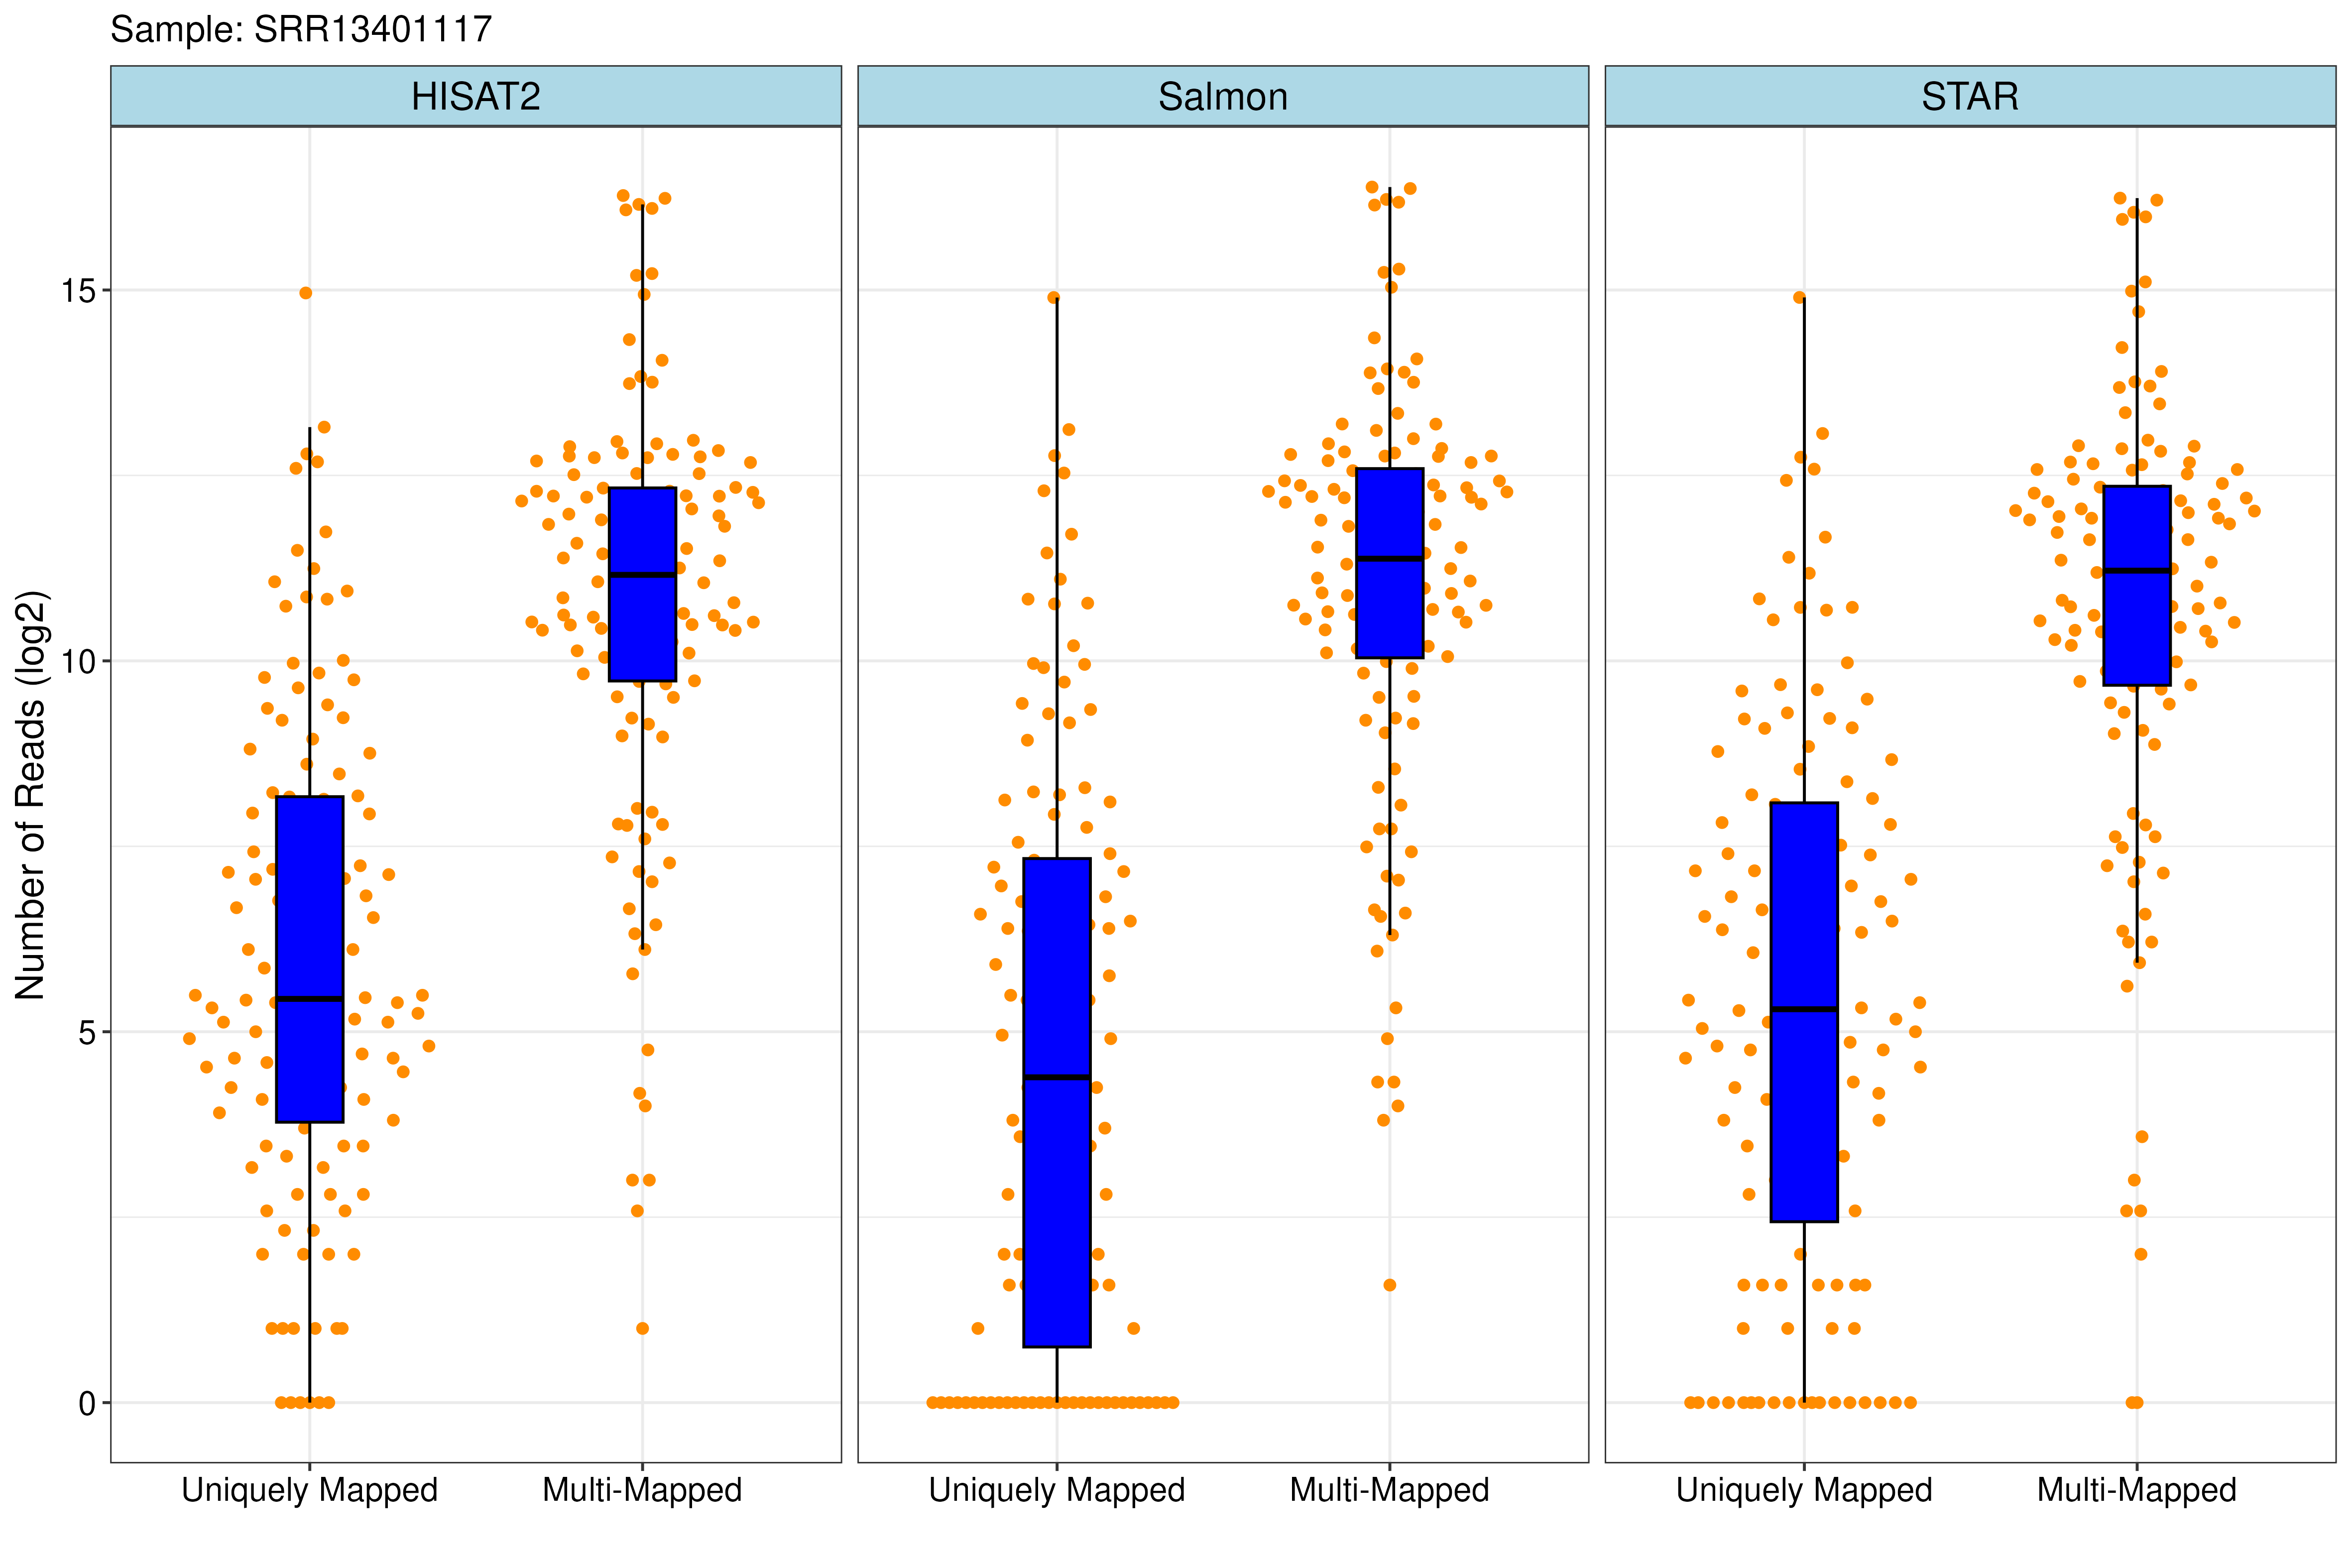 Sample: SRR13401117
HISAT2
Salmon
STAR
Number of Reads (log2)
15
10
5
0
Uniquely Mapped
Multi-Mapped
Uniquely Mapped
Multi-Mapped
Uniquely Mapped
Multi-Mapped